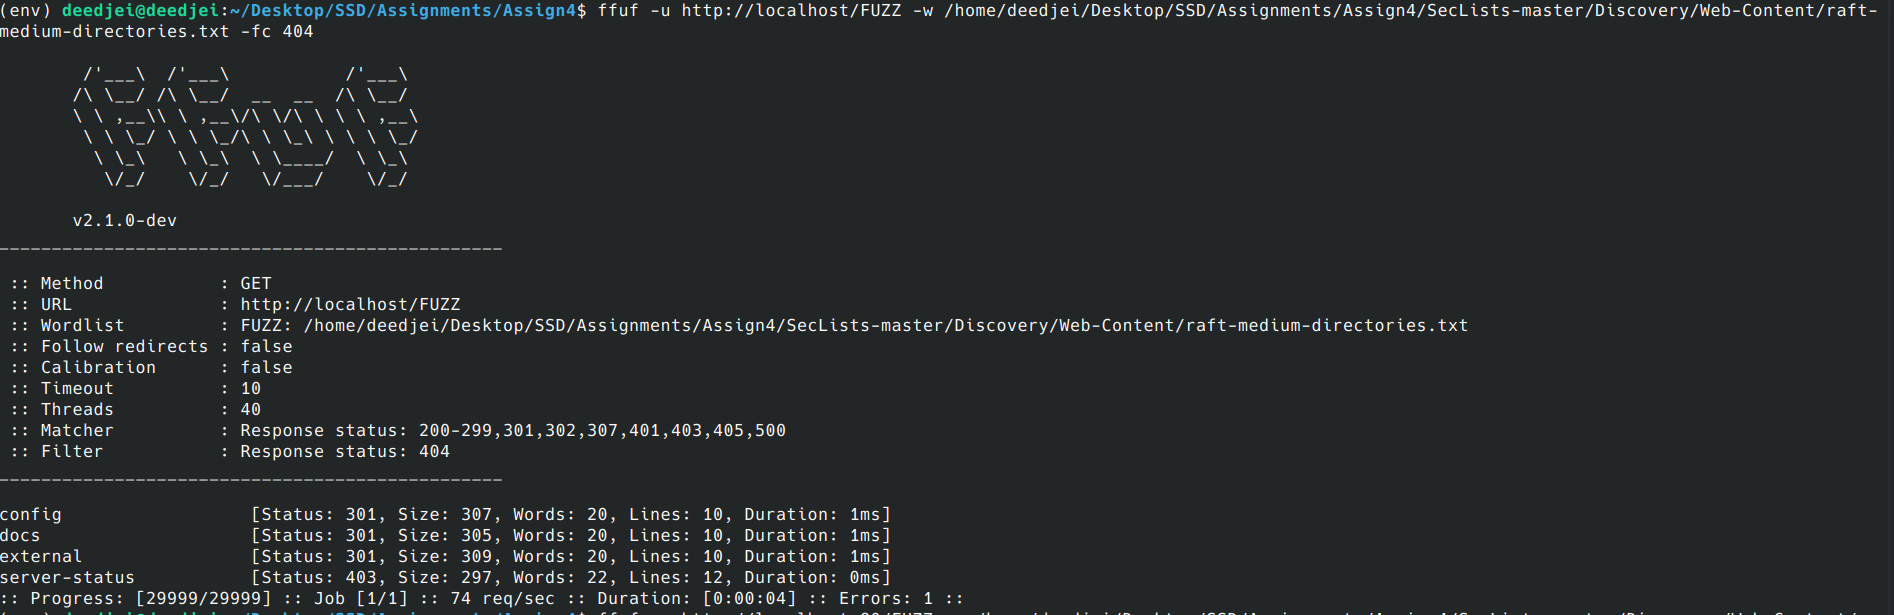 (env) deedjei@deedjei:~/Desktop/SSD/Assignments/Assign4$ ffuf -u http://localhost/FUZZ -w /home/deedjei/Desktop/SSD/Assignments/Assign4/SecLists-master/Discovery/Web-Content/raft-
medium-directories.txt -fc 404
        /'___\  /'___\           /'___\
       /\ \__/ /\ \__/  __  __  /\ \__/
       \ \ ,__\\ \ ,__\/\ \/\ \ \ \ ,__\
        \ \ \_/ \ \ \_/\ \ \_\ \ \ \ \_/
         \ \_\   \ \_\  \ \____/  \ \_\
          \/_/    \/_/   \/___/    \/_/
       v2.1.0-dev
________________________________________________
 :: Method           : GET
 :: URL              : http://localhost/FUZZ
 :: Wordlist         : FUZZ: /home/deedjei/Desktop/SSD/Assignments/Assign4/SecLists-master/Discovery/Web-Content/raft-medium-directories.txt
 :: Follow redirects : false
 :: Calibration      : false
 :: Timeout          : 10
 :: Threads          : 40
 :: Matcher          : Response status: 200-299,301,302,307,401,403,405,500
 :: Filter           : Response status: 404
________________________________________________
config                  [Status: 301, Size: 307, Words: 20, Lines: 10, Duration: 1ms]
docs                    [Status: 301, Size: 305, Words: 20, Lines: 10, Duration: 1ms]
external                [Status: 301, Size: 309, Words: 20, Lines: 10, Duration: 1ms]
server-status           [Status: 403, Size: 297, Words: 22, Lines: 12, Duration: 0ms]
:: Progress: [29999/29999] :: Job [1/1] :: 74 req/sec :: Duration: [0:00:04] :: Errors: 1 ::